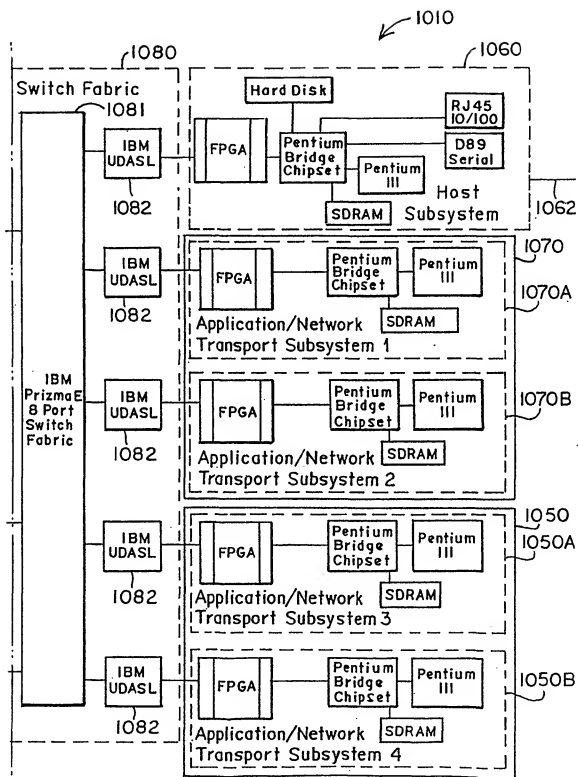 1010
1080
1060
Switch Fabric
1081
Hard Disk
RJ45
10/100
IBM
UDASL
FPGA
Pentium
Bridge
Chipset
D89
Serial
Pentium
III
1082
Host
Subsystem
SDRAM
1062
1070
IBM
UDASL
FPGA
Pentium
Bridge
Chipset
Pentium
III
1070A
1082
SDRAM
Application/Network
Transport Subsystem 1
IBM
PrizmaE
8 Port
Switch
Fabric
IBM
UDASL
FPGA
Pentium
Bridge
Chipset
Pentium
III
1070B
1082
SDRAM
Application/Network
Transport Subsystem 2
1050
IBM
UDASL
FPGA
Pentium
Bridge
Chipset
Pentium
III
1050A
1082
SDRAM
Application/Network
Transport Subsystem 3
IBM
UDASL
FPGA
Pentium
Bridge
Chipset
Pentium
III
1050B
1082
SDRAM
Application/Network
Transport Subsystem 4